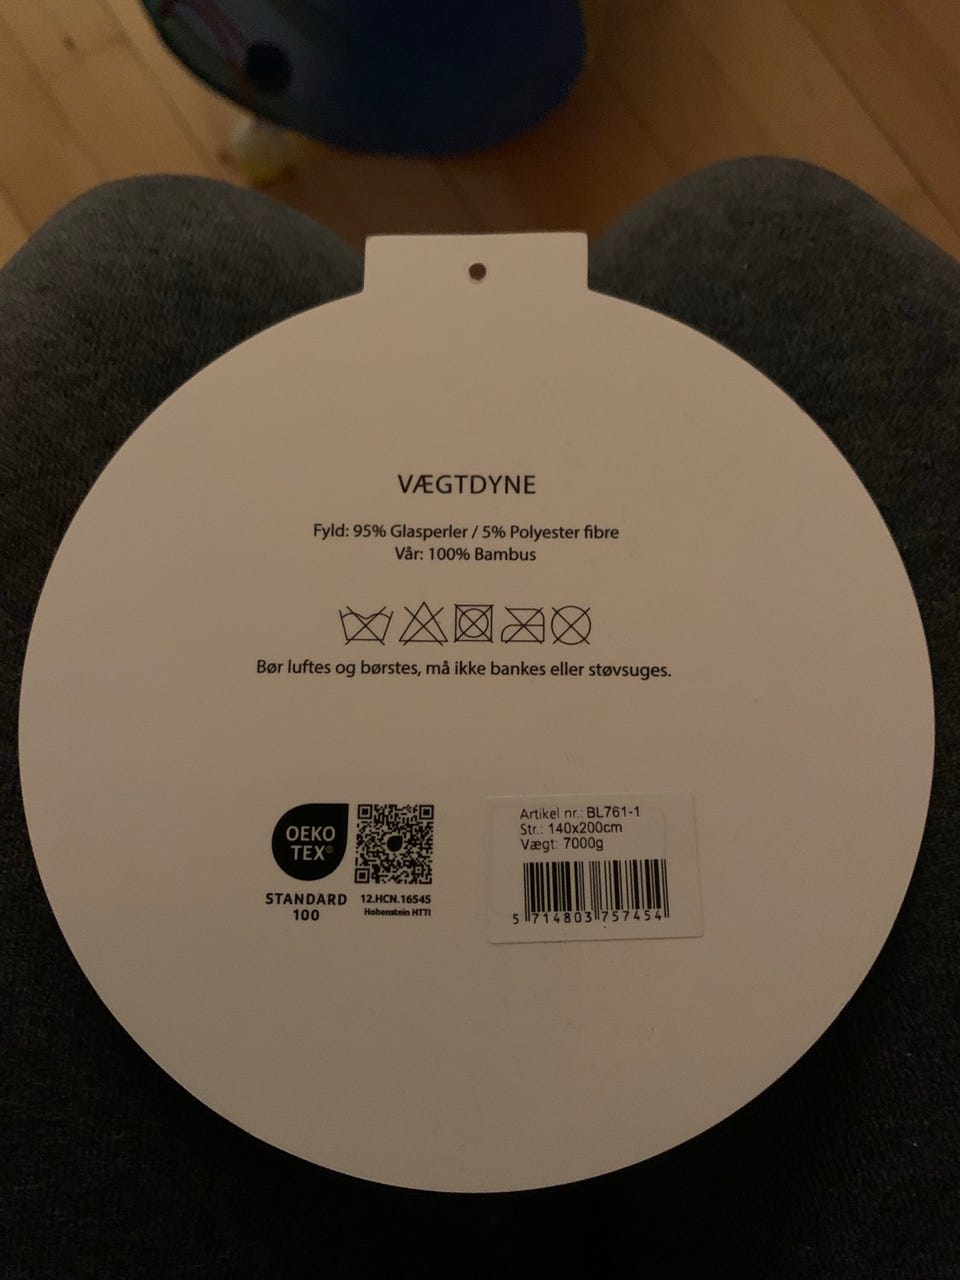 VÆGTDYNE
Fyld: 95% Glasperler / 5% Polyester fibre
Vår: 100% Bambus
Bør luftes og børstes, må ikke bankes eller støvsuges.
OEKO
TEX®
STANDARD
100
12.HCN.16545
Hohenstein HTTI
Artikel nr.: BL761-1
Str.: 140x200cm
Vægt: 7000g
5 714803 757454